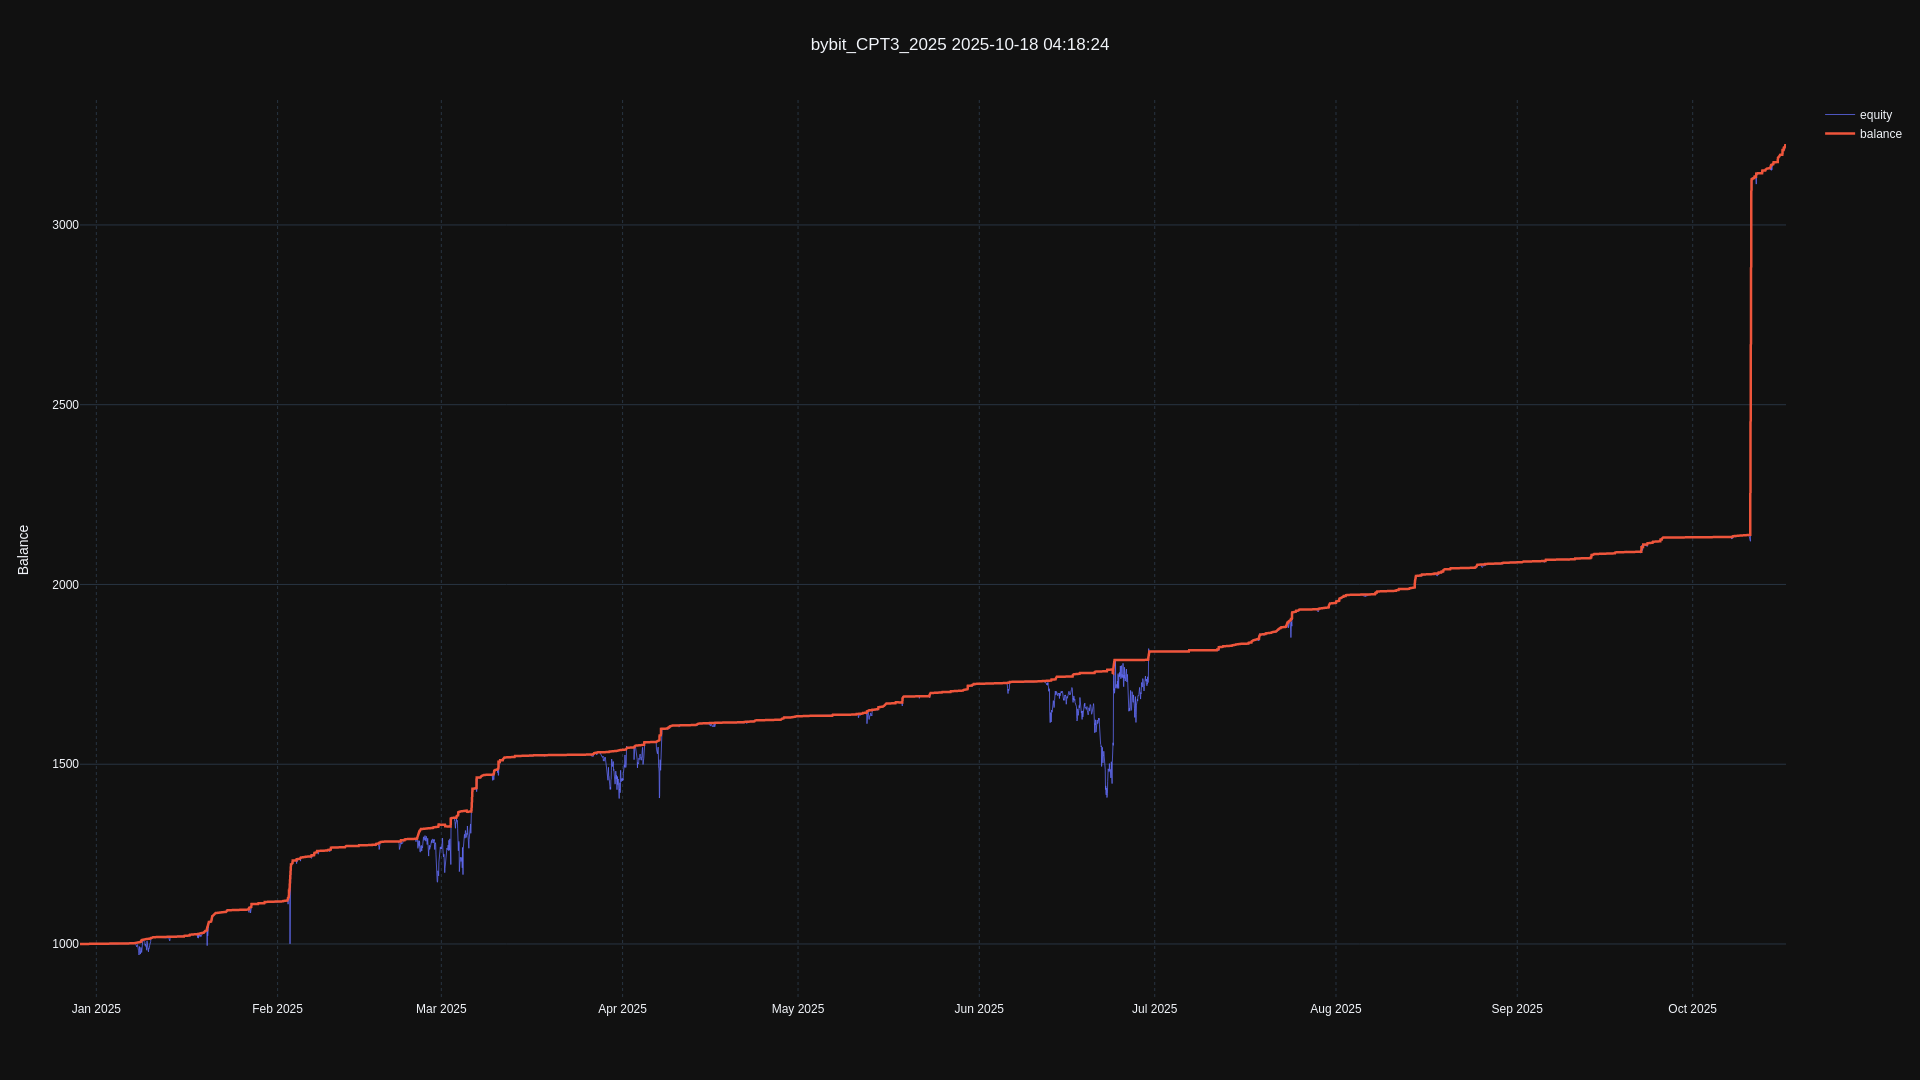 bybit_CPT3_2025 2025-10-18 04:18:24
equity
balance
Balance
3000
2500
2000
1500
1000
Jan 2025
Feb 2025
Mar 2025
Apr 2025
May 2025
Jun 2025
Jul 2025
Aug 2025
Sep 2025
Oct 2025